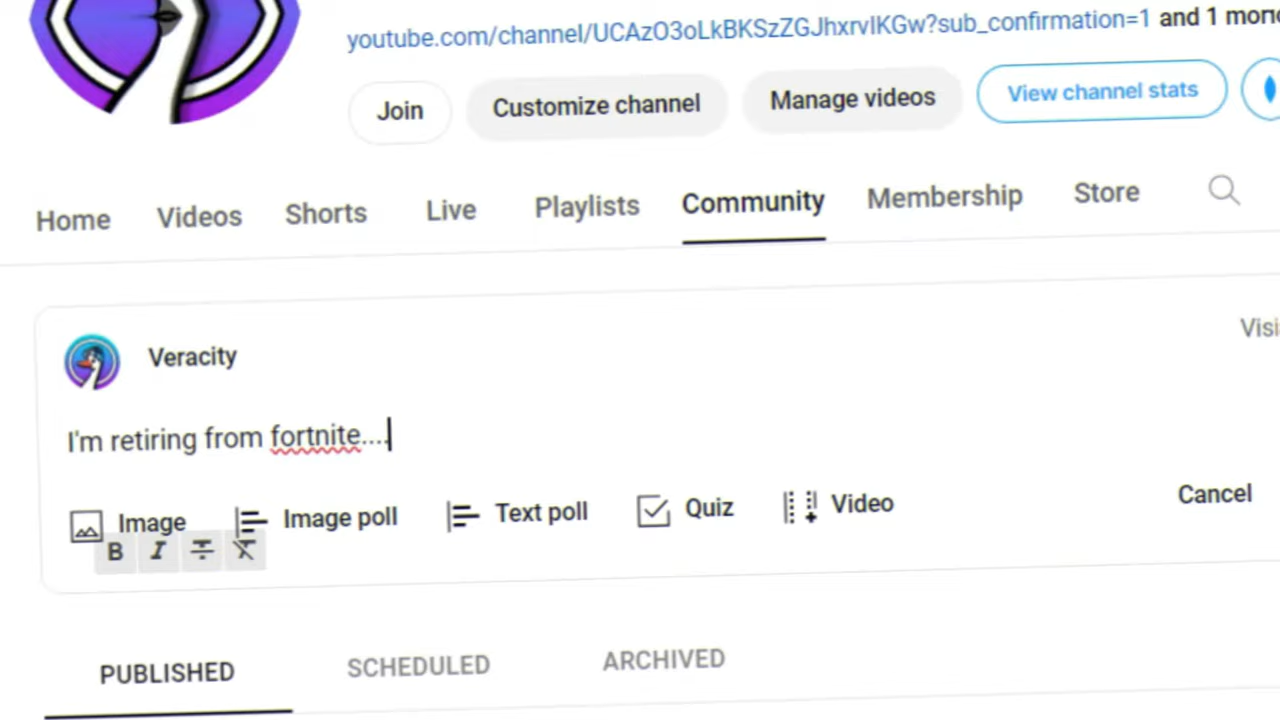 youtube.com/channel/UCAzO3oLkBKSzZGJhxrvIKGw?sub_confirmation=1 and 1 more
Join Customize channel Manage videos View channel stats
Home Videos Shorts Live Playlists Community Membership Store
Veracity
I'm retiring from fortnite....
Image Image poll Text poll Quiz Video Cancel
B I T T
PUBLISHED SCHEDULED ARCHIVED